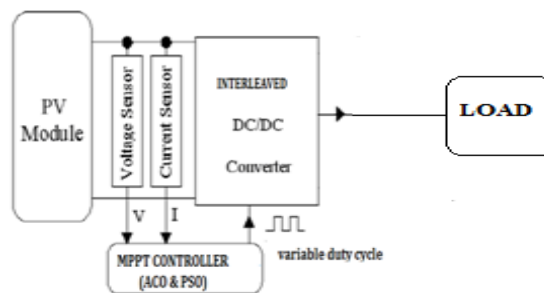 PV
Module
Voltage Sensor
Current Sensor
INTERLEAVED
DC/DC
Converter
LOAD
V
I
variable duty cycle
MPPT CONTROLLER
(ACO & PSO)